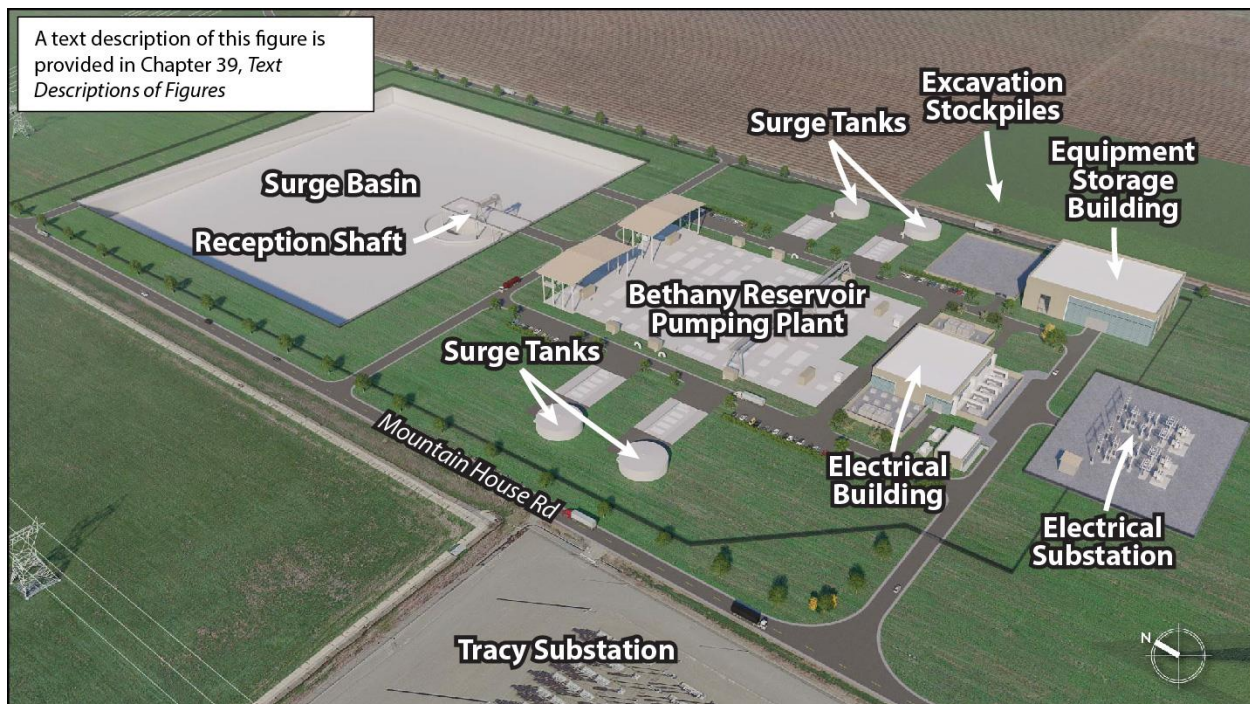 A text description of this figure is
provided in Chapter 39, Text
Descriptions of Figures
Excavation
Stockpiles
Surge Tanks
Equipment
Storage
Building
Surge Basin
Reception Shaft
Bethany Reservoir
Pumping Plant
Surge Tanks
Mountain House Rd
Electrical
Building
Electrical
Substation
Tracy Substation
N